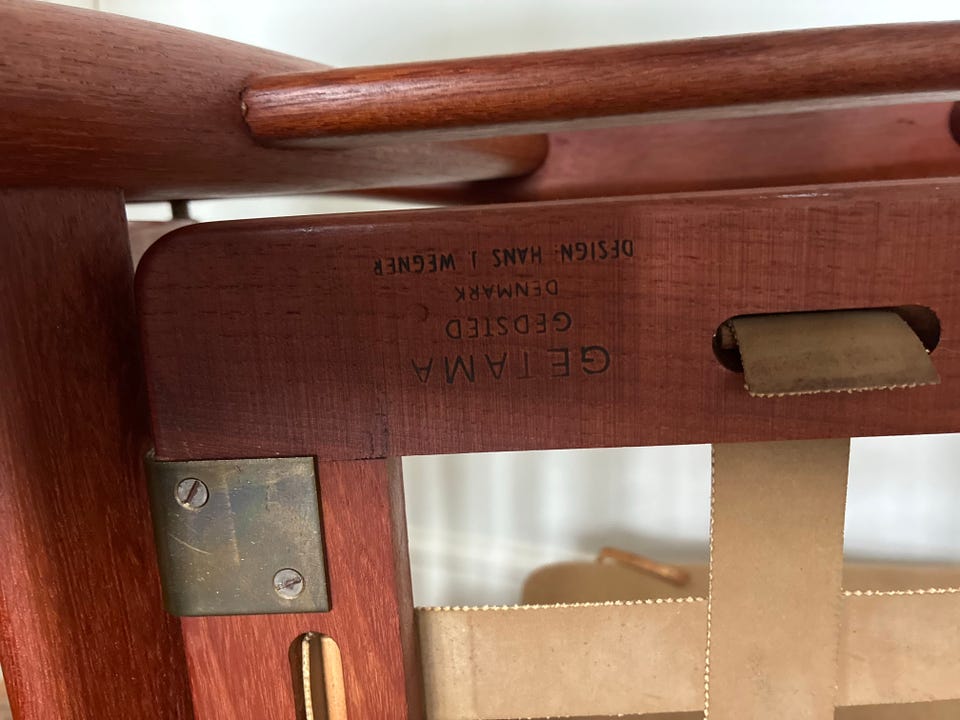 GETAMA
GEDSTED
DENMARK
DESIGN: HANS J. WEGNER